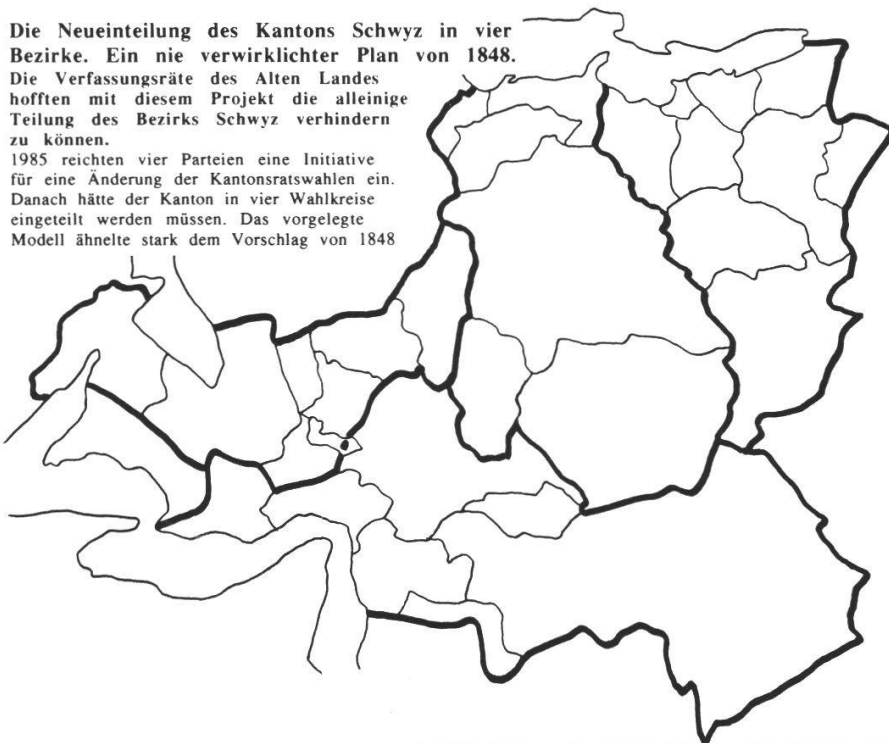 Die Neueinteilung des Kantons Schwyz in vier
Bezirke. Ein nie verwirklichter Plan von 1848.
Die Verfassungsräte des Alten Landes
hofften mit diesem Projekt die alleinige
Teilung des Bezirks Schwyz verhindern
zu können.
1985 reichten vier Parteien eine Initiative
für eine Änderung der Kantonsratswahlen ein.
Danach hätte der Kanton in vier Wahlkreise
eingeteilt werden müssen. Das vorgelegte
Modell ähnelte stark dem Vorschlag von 1848